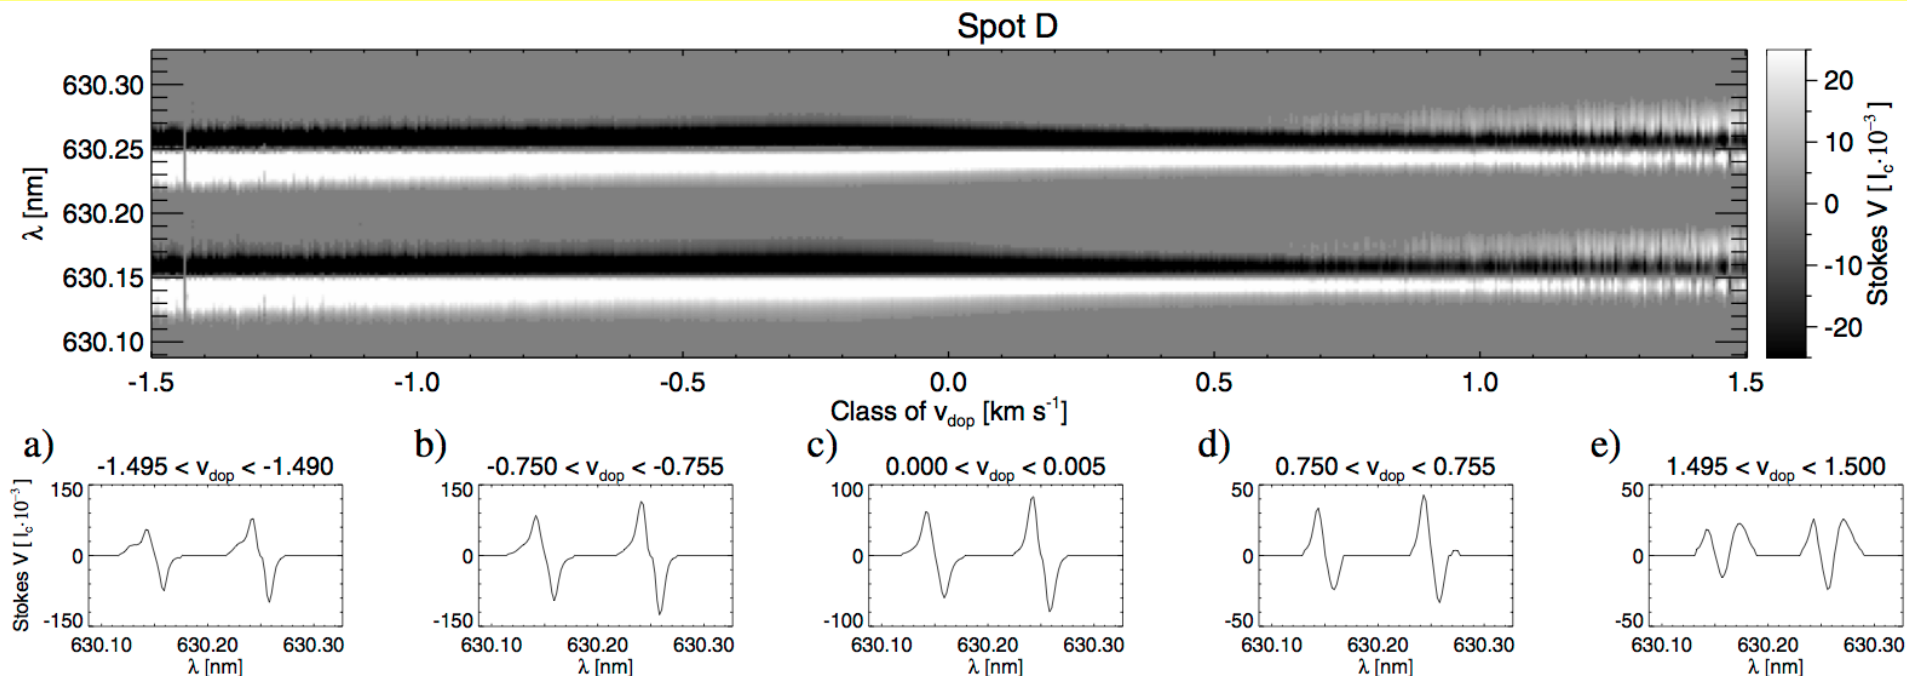 Spot D
630.30
630.25
630.20
630.15
630.10
λ [nm]
-1.5 -1.0 -0.5 0.0 0.5 1.0 1.5
Class of v_dop [km s⁻¹]
20
10
0
-10
-20
Stokes V [ I_c·10⁻³ ]
a) b) c) d) e)
-1.495 < v_dop < -1.490
-0.750 < v_dop < -0.755
0.000 < v_dop < 0.005
0.750 < v_dop < 0.755
1.495 < v_dop < 1.500
Stokes V [ I_c·10⁻³ ]
150 150 100 50 50
0 0 0 0 0
-150 -150 -100 -50 -50
630.10 630.20 630.30 630.10 630.20 630.30 630.10 630.20 630.30 630.10 630.20 630.30 630.10 630.20 630.30
λ [nm] λ [nm] λ [nm] λ [nm] λ [nm]